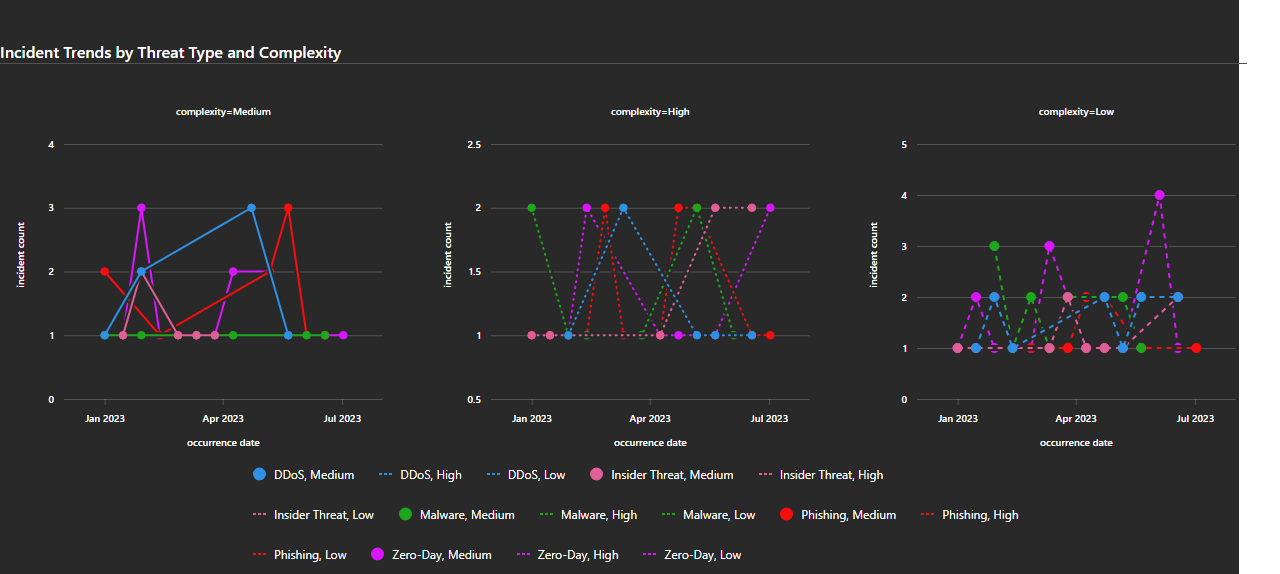 Incident Trends by Threat Type and Complexity
complexity=Medium
complexity=High
complexity=Low
4
3
2
1
0
incident count
Jan 2023
Apr 2023
Jul 2023
occurrence date
2.5
2
1.5
1
0.5
incident count
Jan 2023
Apr 2023
Jul 2023
occurrence date
5
4
3
2
1
0
incident count
Jan 2023
Apr 2023
Jul 2023
occurrence date
DDoS, Medium DDoS, High DDoS, Low Insider Threat, Medium Insider Threat, High
Insider Threat, Low Malware, Medium Malware, High Malware, Low Phishing, Medium Phishing, High
Phishing, Low Zero-Day, Medium Zero-Day, High Zero-Day, Low